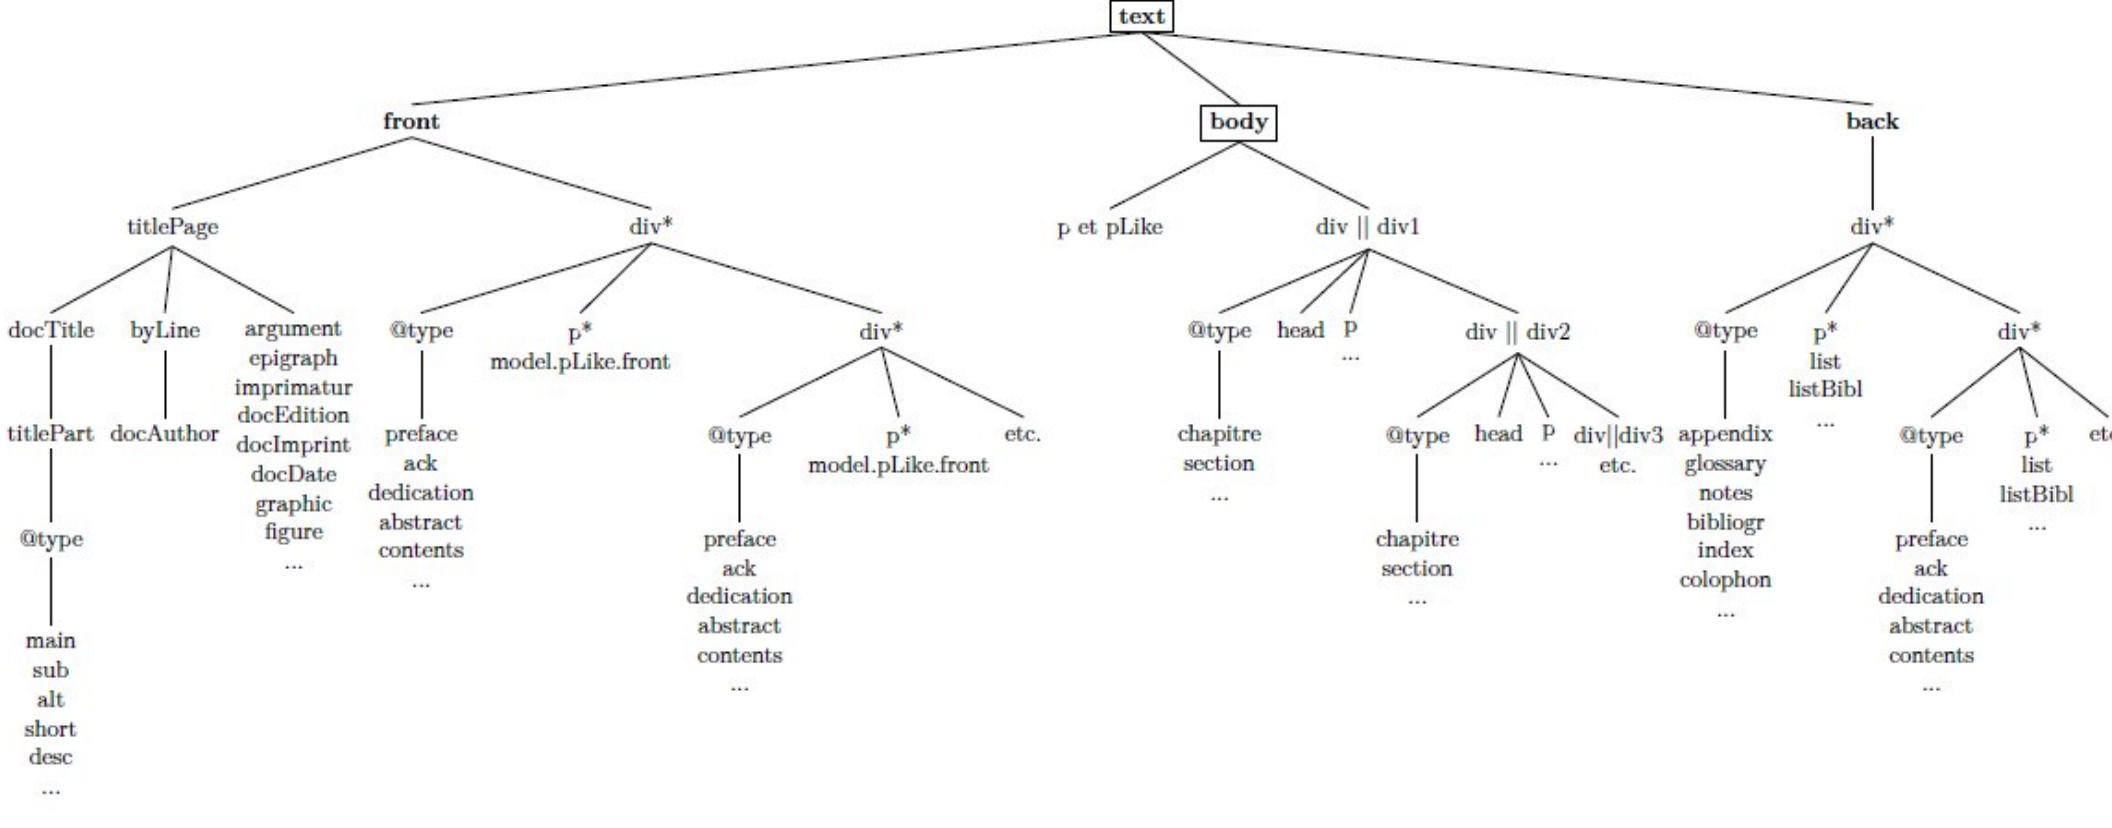 text
front body back
titlePage div* p et pLike div || div1 div*
docTitle byLine argument @type p* div* @type head p div || div2 @type p* div*
epigraph model.pLike.front ... list
imprimatur listBibl
docEdition ...
titlePart docAuthor docImprint preface @type p* etc. chapitre @type head p div||div3 appendix @type p* etc
docDate ack model.pLike.front section ... etc. glossary list
graphic dedication ... notes listBibl
figure abstract bibliogr ...
@type ... contents preface chapitre index preface
... ack section colophon ack
dedication ... ... dedication
main abstract abstract
sub contents contents
alt ... ...
short
desc
...